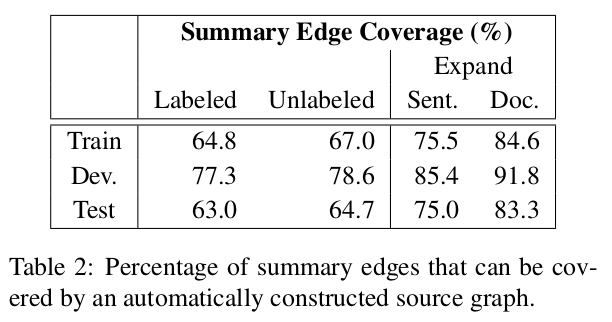 Summary Edge Coverage (%)
Expand
Labeled Unlabeled Sent. Doc.
Train 64.8 67.0 75.5 84.6
Dev. 77.3 78.6 85.4 91.8
Test 63.0 64.7 75.0 83.3
Table 2: Percentage of summary edges that can be cov-
ered by an automatically constructed source graph.